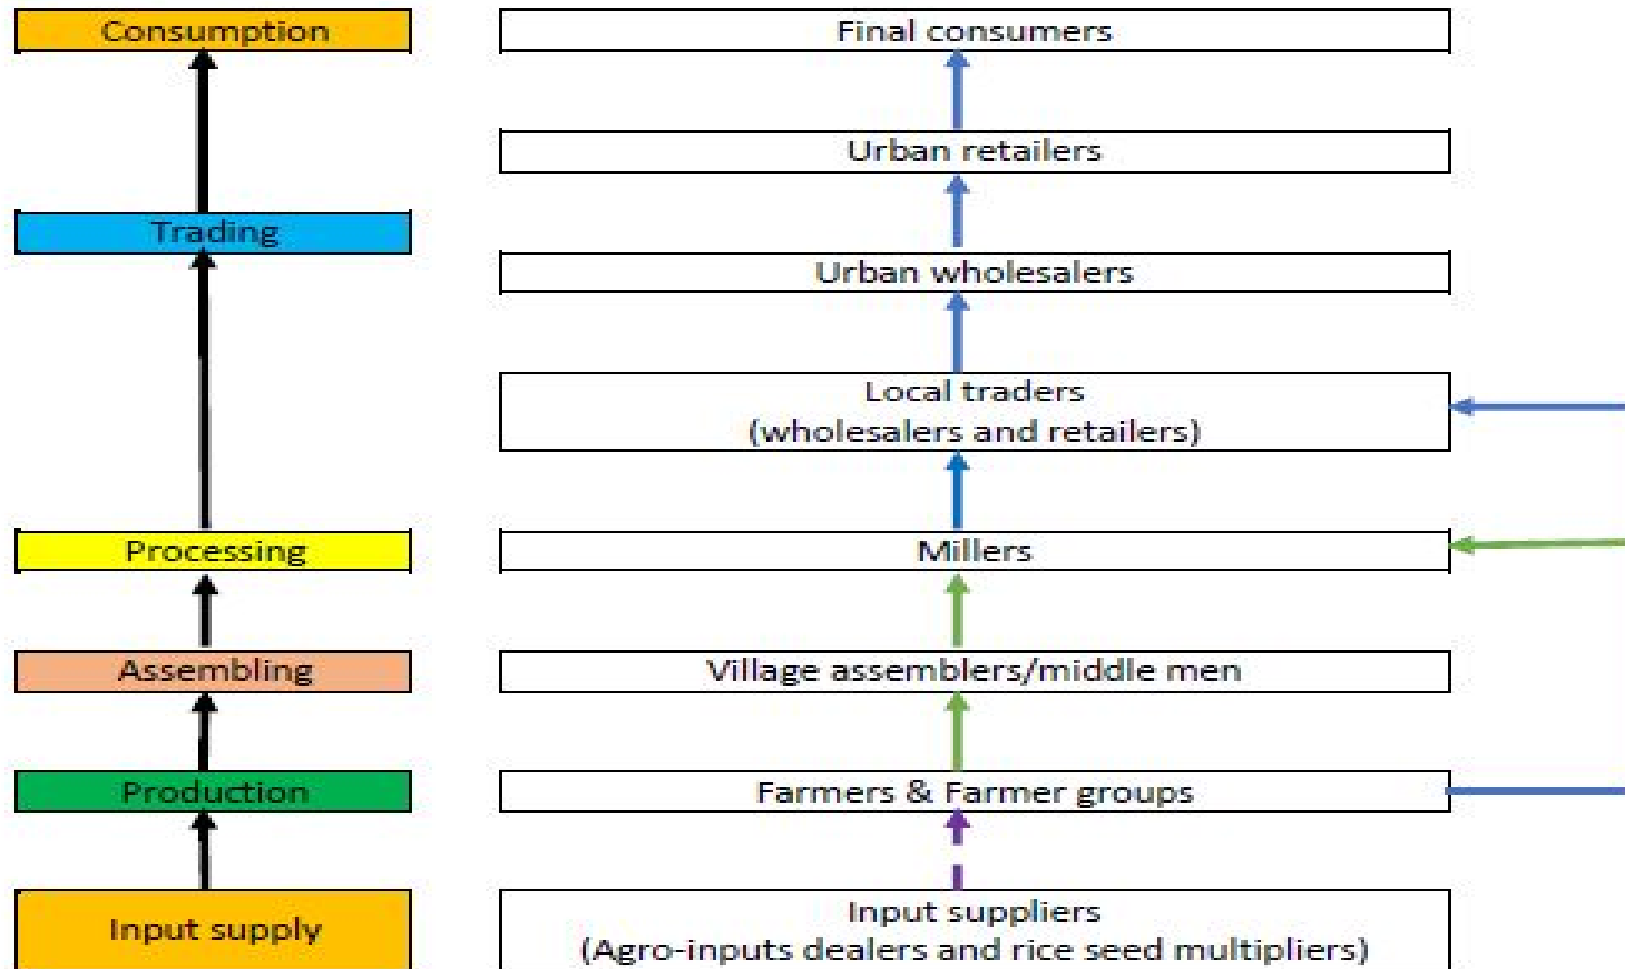 Consumption
Final consumers
Urban retailers
Trading
Urban wholesalers
Local traders
(wholesalers and retailers)
Processing
Millers
Assembling
Village assemblers/middle men
Production
Farmers & Farmer groups
Input supply
Input suppliers
(Agro-inputs dealers and rice seed multipliers)